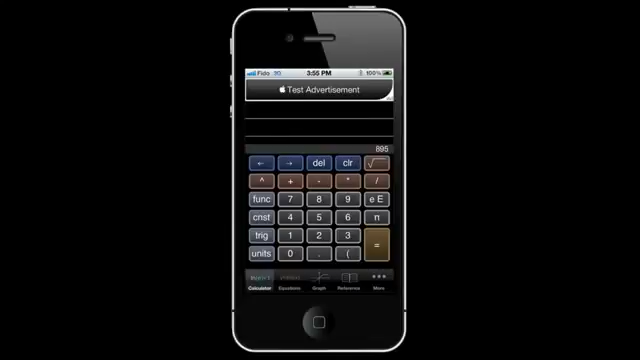 Fido 3G 3:55 PM 100%
Test Advertisement
895
← → del clr √
^ + - * /
func 7 8 9 e E
cnst 4 5 6 π
trig 1 2 3 =
units 0 . (
Calculator Equations Graph Reference More